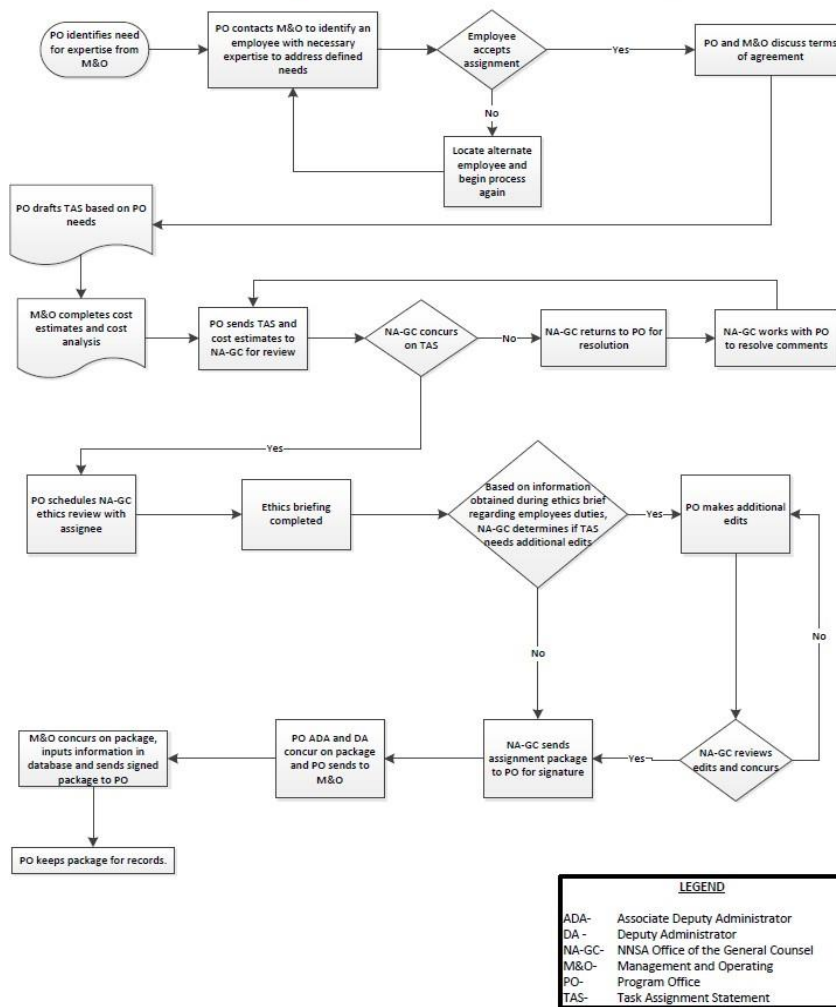 PO identifies need
for expertise from
M&O
PO contacts M&O to identify an
employee with necessary
expertise to address defined
needs
Employee
accepts
assignment
Yes
PO and M&O discuss terms
of agreement
No
Locate alternate
employee and
begin process
again
PO drafts TAS based on PO
needs
M&O completes cost
estimates and cost
analysis
PO sends TAS and
cost estimates to
NA-GC for review
NA-GC concurs
on TAS
No
NA-GC returns to PO for
resolution
NA-GC works with PO
to resolve comments
Yes
PO schedules NA-GC
ethics review with
assignee
Ethics briefing
completed
Based on information
obtained during ethics brief
regarding employees duties,
NA-GC determines if TAS
needs additional edits
Yes
PO makes additional
edits
No
No
M&O concurs on package,
inputs information in
database and sends signed
package to PO
PO ADA and DA
concur on package
and PO sends to
M&O
NA-GC sends
assignment package
to PO for signature
Yes
NA-GC reviews
edits and concurs
PO keeps package for records.
LEGEND
ADA- Associate Deputy Administrator
DA - Deputy Administrator
NA-GC- NNSA Office of the General Counsel
M&O- Management and Operating
PO- Program Office
TAS- Task Assignment Statement